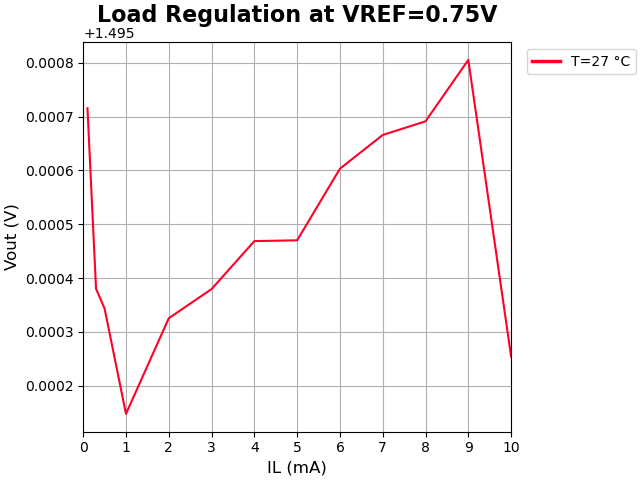 Load Regulation at VREF=0.75V
+1.495
T=27 °C
0.0008
0.0007
0.0006
0.0005
0.0004
0.0003
0.0002
Vout (V)
0 1 2 3 4 5 6 7 8 9 10
IL (mA)